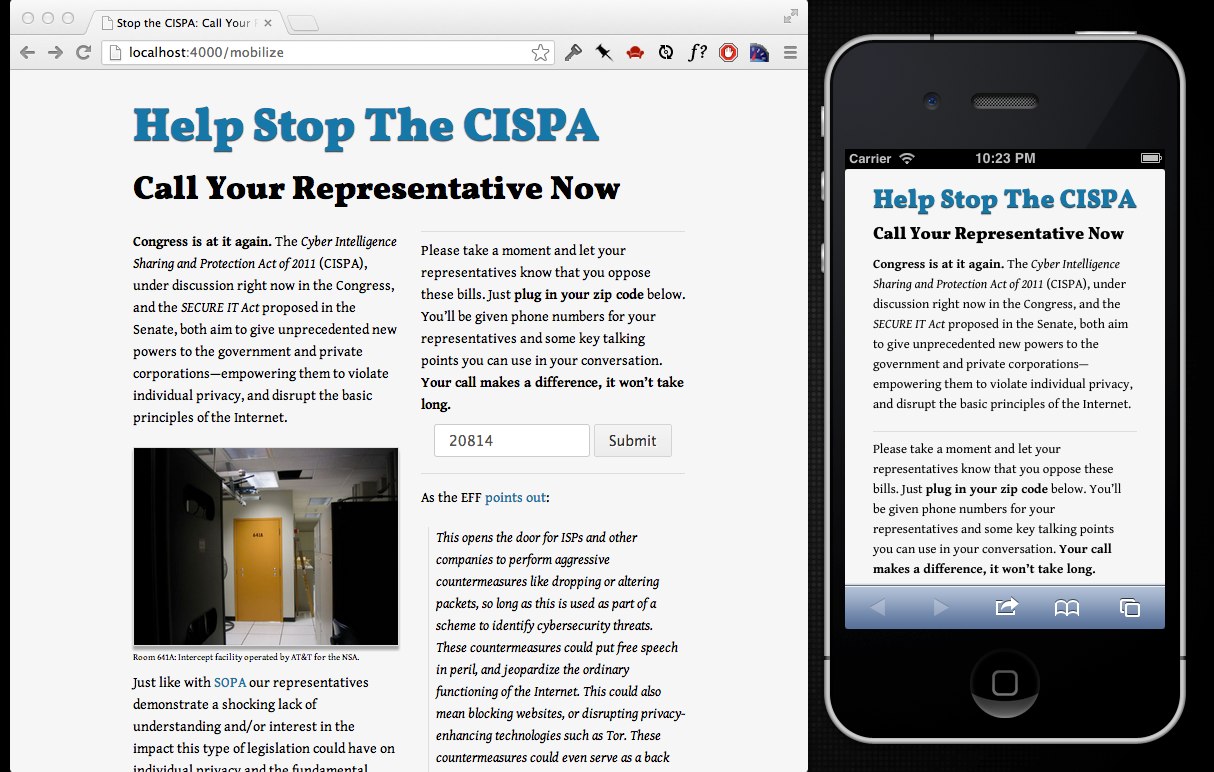 Stop the CISPA: Call Your
localhost:4000/mobilize
f?
Help Stop The CISPA
Call Your Representative Now
Congress is at it again. The Cyber Intelligence
Sharing and Protection Act of 2011 (CISPA),
under discussion right now in the Congress,
and the SECURE IT Act proposed in the
Senate, both aim to give unprecedented new
powers to the government and private
corporations—empowering them to violate
individual privacy, and disrupt the basic
principles of the Internet.
641A
Room 641A: Intercept facility operated by AT&T for the NSA.
Just like with SOPA our representatives
demonstrate a shocking lack of
understanding and/or interest in the
impact this type of legislation could have on
individual privacy and the fundamental
Please take a moment and let your
representatives know that you oppose
these bills. Just plug in your zip code below.
You’ll be given phone numbers for your
representatives and some key talking
points you can use in your conversation.
Your call makes a difference, it won’t take
long.
20814
Submit
As the EFF points out:
This opens the door for ISPs and other
companies to perform aggressive
countermeasures like dropping or altering
packets, so long as this is used as part of a
scheme to identify cybersecurity threats.
These countermeasures could put free speech
in peril, and jeopardize the ordinary
functioning of the Internet. This could also
mean blocking websites, or disrupting privacy-
enhancing technologies such as Tor. These
countermeasures could even serve as a back
Carrier
10:23 PM
Help Stop The CISPA
Call Your Representative Now
Congress is at it again. The Cyber Intelligence
Sharing and Protection Act of 2011 (CISPA), under
discussion right now in the Congress, and the
SECURE IT Act proposed in the Senate, both aim
to give unprecedented new powers to the
government and private corporations—
empowering them to violate individual privacy,
and disrupt the basic principles of the Internet.
Please take a moment and let your
representatives know that you oppose these
bills. Just plug in your zip code below. You’ll
be given phone numbers for your
representatives and some key talking points
you can use in your conversation. Your call
makes a difference, it won’t take long.